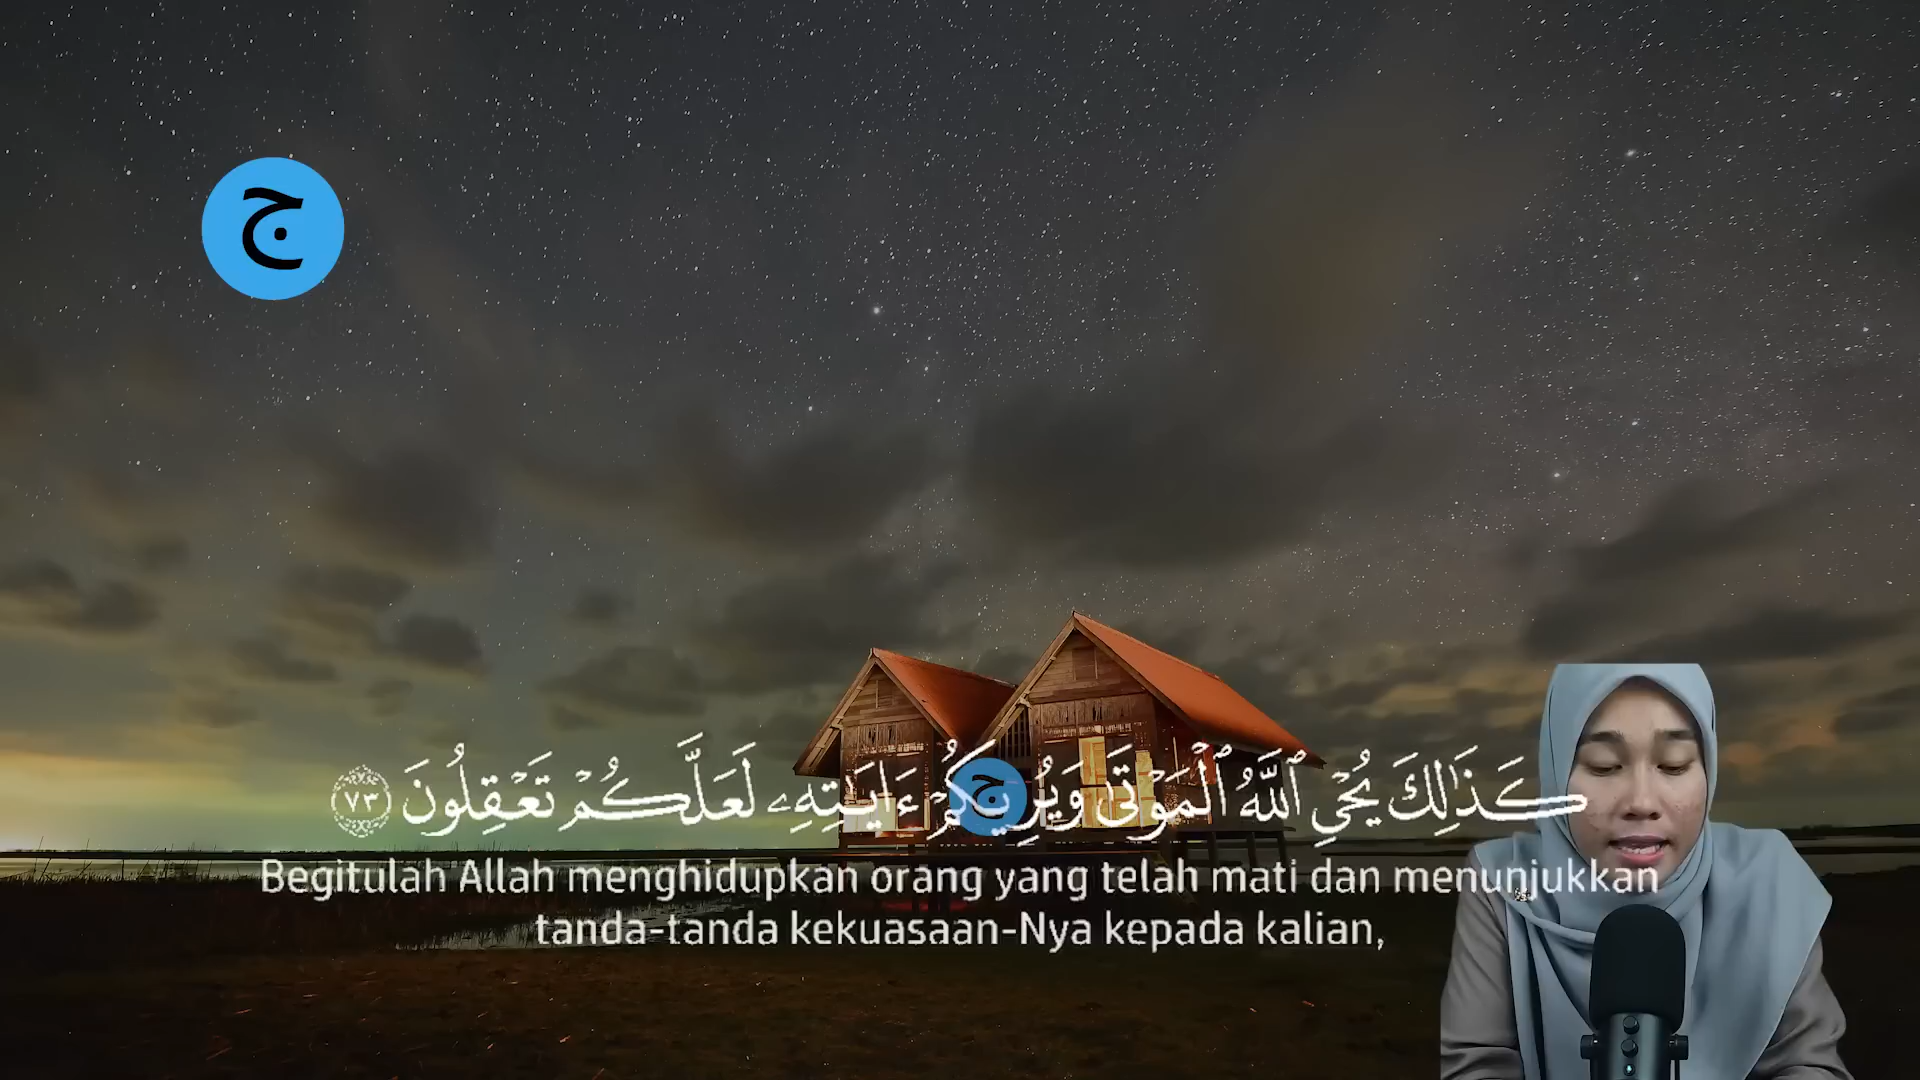 ج
كَذَٰلِكَ يُحْيِ ٱللَّهُ ٱلْمَوْتَىٰ وَيُرِيكُمْ ءَايَـٰتِهِۦ لَعَلَّكُمْ تَعْقِلُونَ ٧٣
ج
Begitulah Allah menghidupkan orang yang telah mati dan menunjukkan
tanda-tanda kekuasaan-Nya kepada kalian,